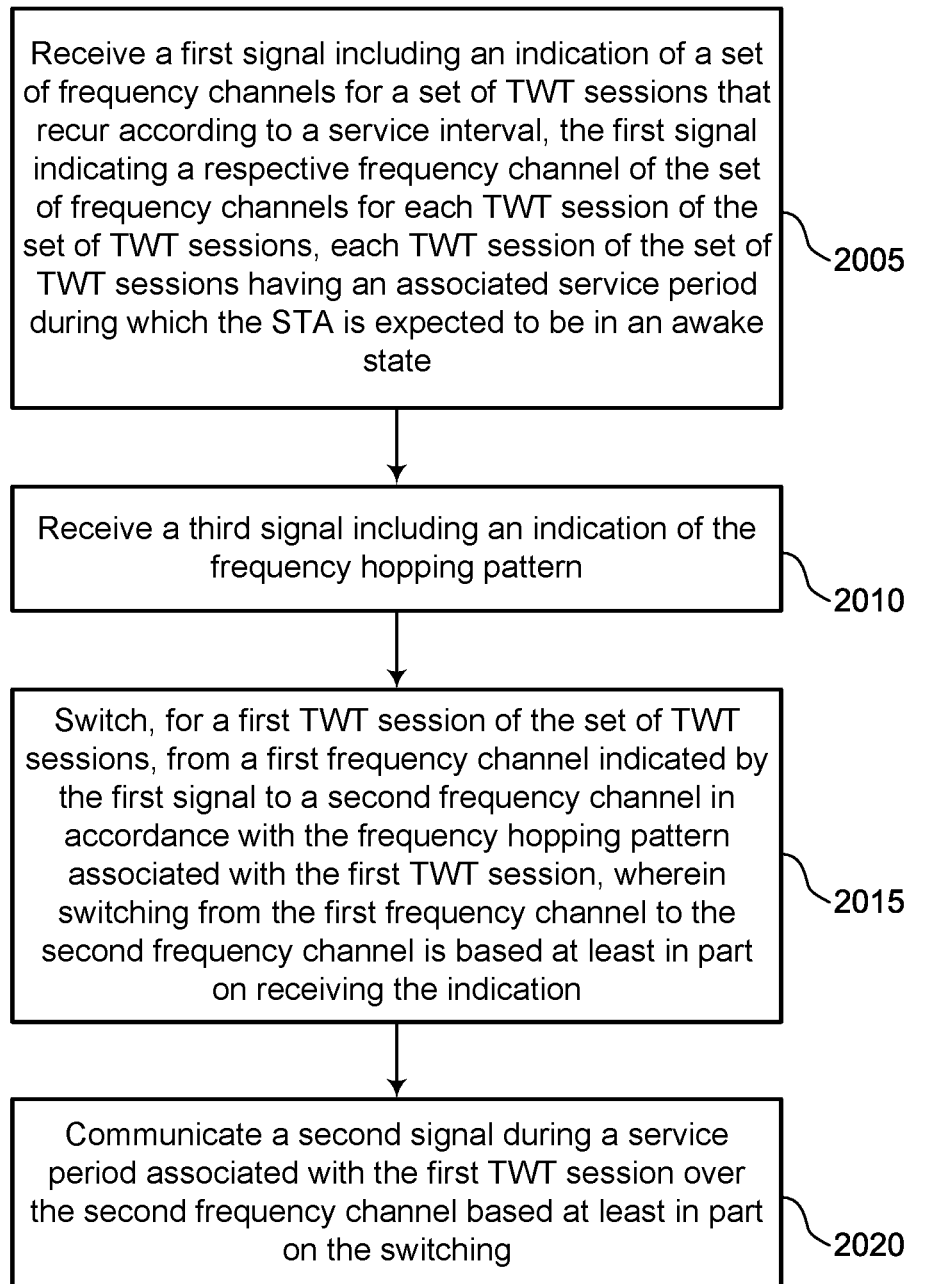 Receive a first signal including an indication of a set
of frequency channels for a set of TWT sessions that
recur according to a service interval, the first signal
indicating a respective frequency channel of the set
of frequency channels for each TWT session of the
set of TWT sessions, each TWT session of the set of
TWT sessions having an associated service period
during which the STA is expected to be in an awake
state
2005
Receive a third signal including an indication of the
frequency hopping pattern
2010
Switch, for a first TWT session of the set of TWT
sessions, from a first frequency channel indicated by
the first signal to a second frequency channel in
accordance with the frequency hopping pattern
associated with the first TWT session, wherein
switching from the first frequency channel to the
second frequency channel is based at least in part
on receiving the indication
2015
Communicate a second signal during a service
period associated with the first TWT session over
the second frequency channel based at least in part
on the switching
2020